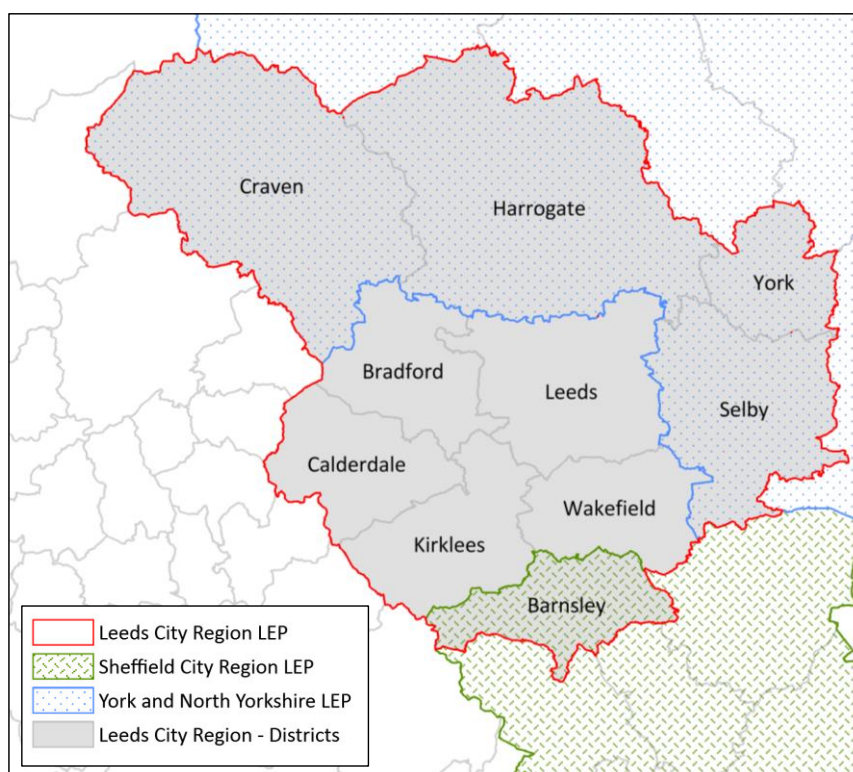 Craven
Harrogate
York
Bradford
Leeds
Selby
Calderdale
Wakefield
Kirklees
Barnsley
Leeds City Region LEP
Sheffield City Region LEP
York and North Yorkshire LEP
Leeds City Region - Districts